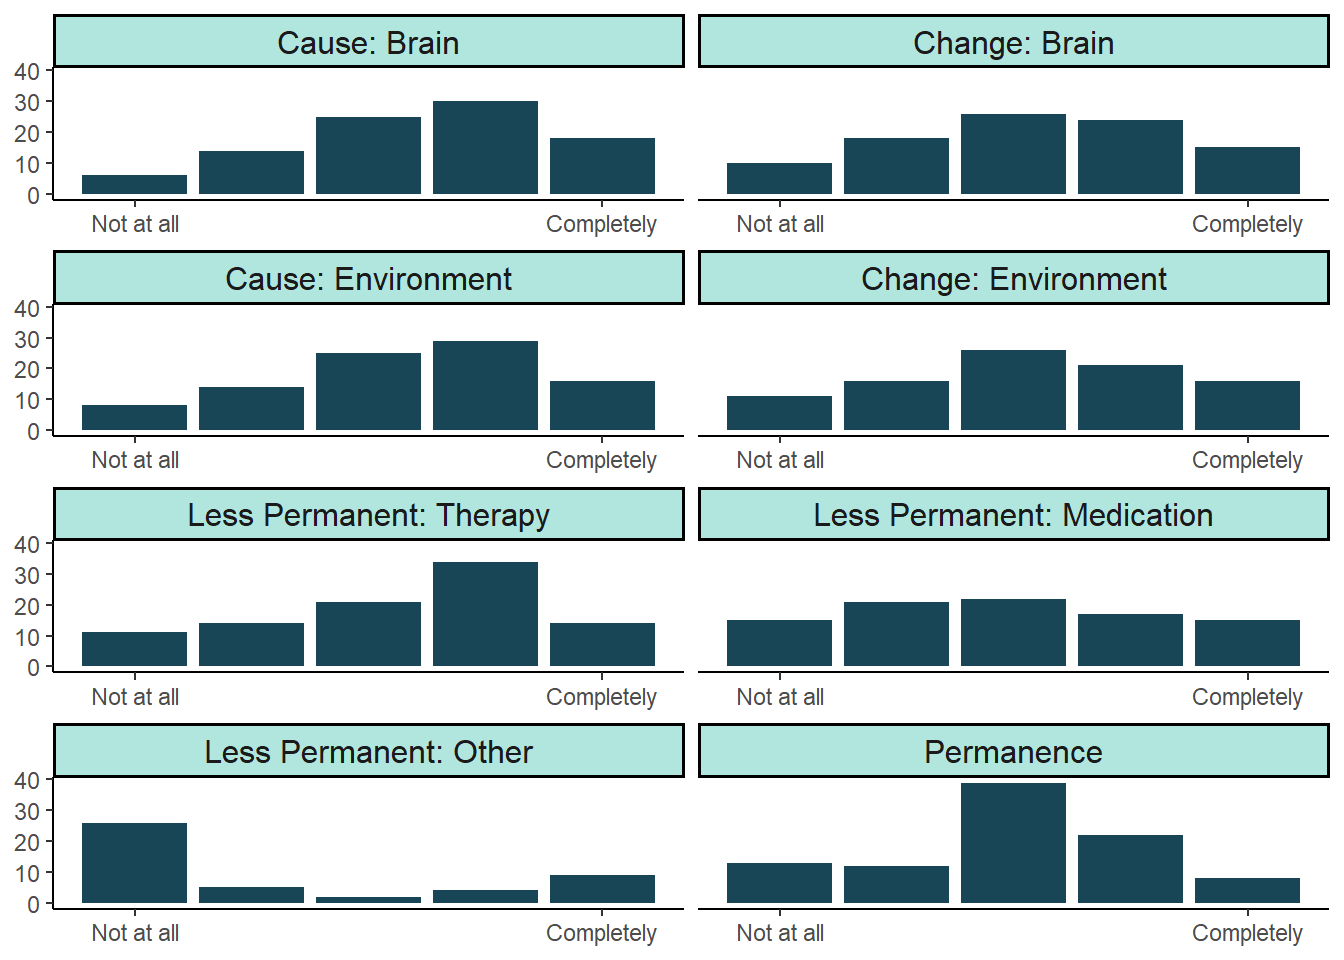 Cause: Brain
Change: Brain
40
30
20
10
0
Not at all
Completely
Not at all
Completely
Cause: Environment
Change: Environment
40
30
20
10
0
Not at all
Completely
Not at all
Completely
Less Permanent: Therapy
Less Permanent: Medication
40
30
20
10
0
Not at all
Completely
Not at all
Completely
Less Permanent: Other
Permanence
40
30
20
10
0
Not at all
Completely
Not at all
Completely